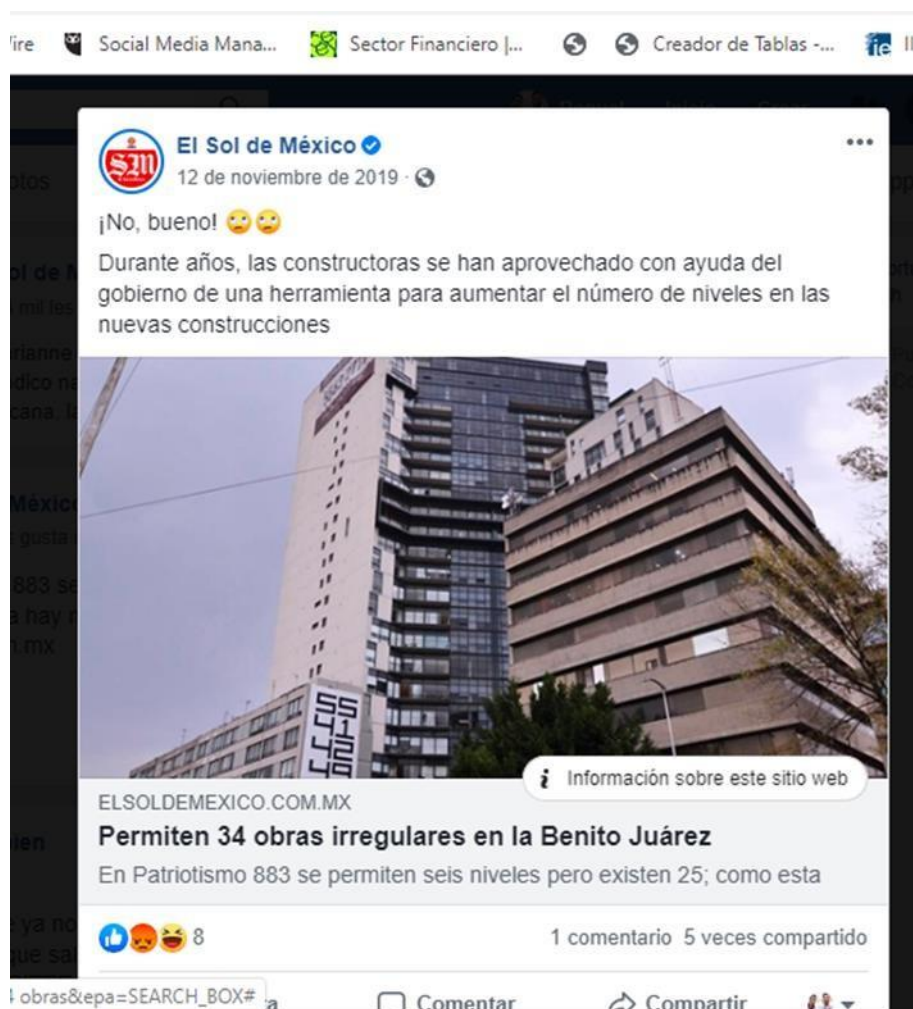 ire Social Media Mana... Sector Financiero |... Creador de Tablas -... ie
El Sol de México
12 de noviembre de 2019 ·
SM
¡No, bueno! 🙄🙄
Durante años, las constructoras se han aprovechado con ayuda del
gobierno de una herramienta para aumentar el número de niveles en las
nuevas construcciones
55
41
42
49
Información sobre este sitio web
ELSOLDEMEXICO.COM.MX
Permiten 34 obras irregulares en la Benito Juárez
En Patriotismo 883 se permiten seis niveles pero existen 25; como esta
8 1 comentario 5 veces compartido
obras&epa=SEARCH_BOX#
Comentar Compartir